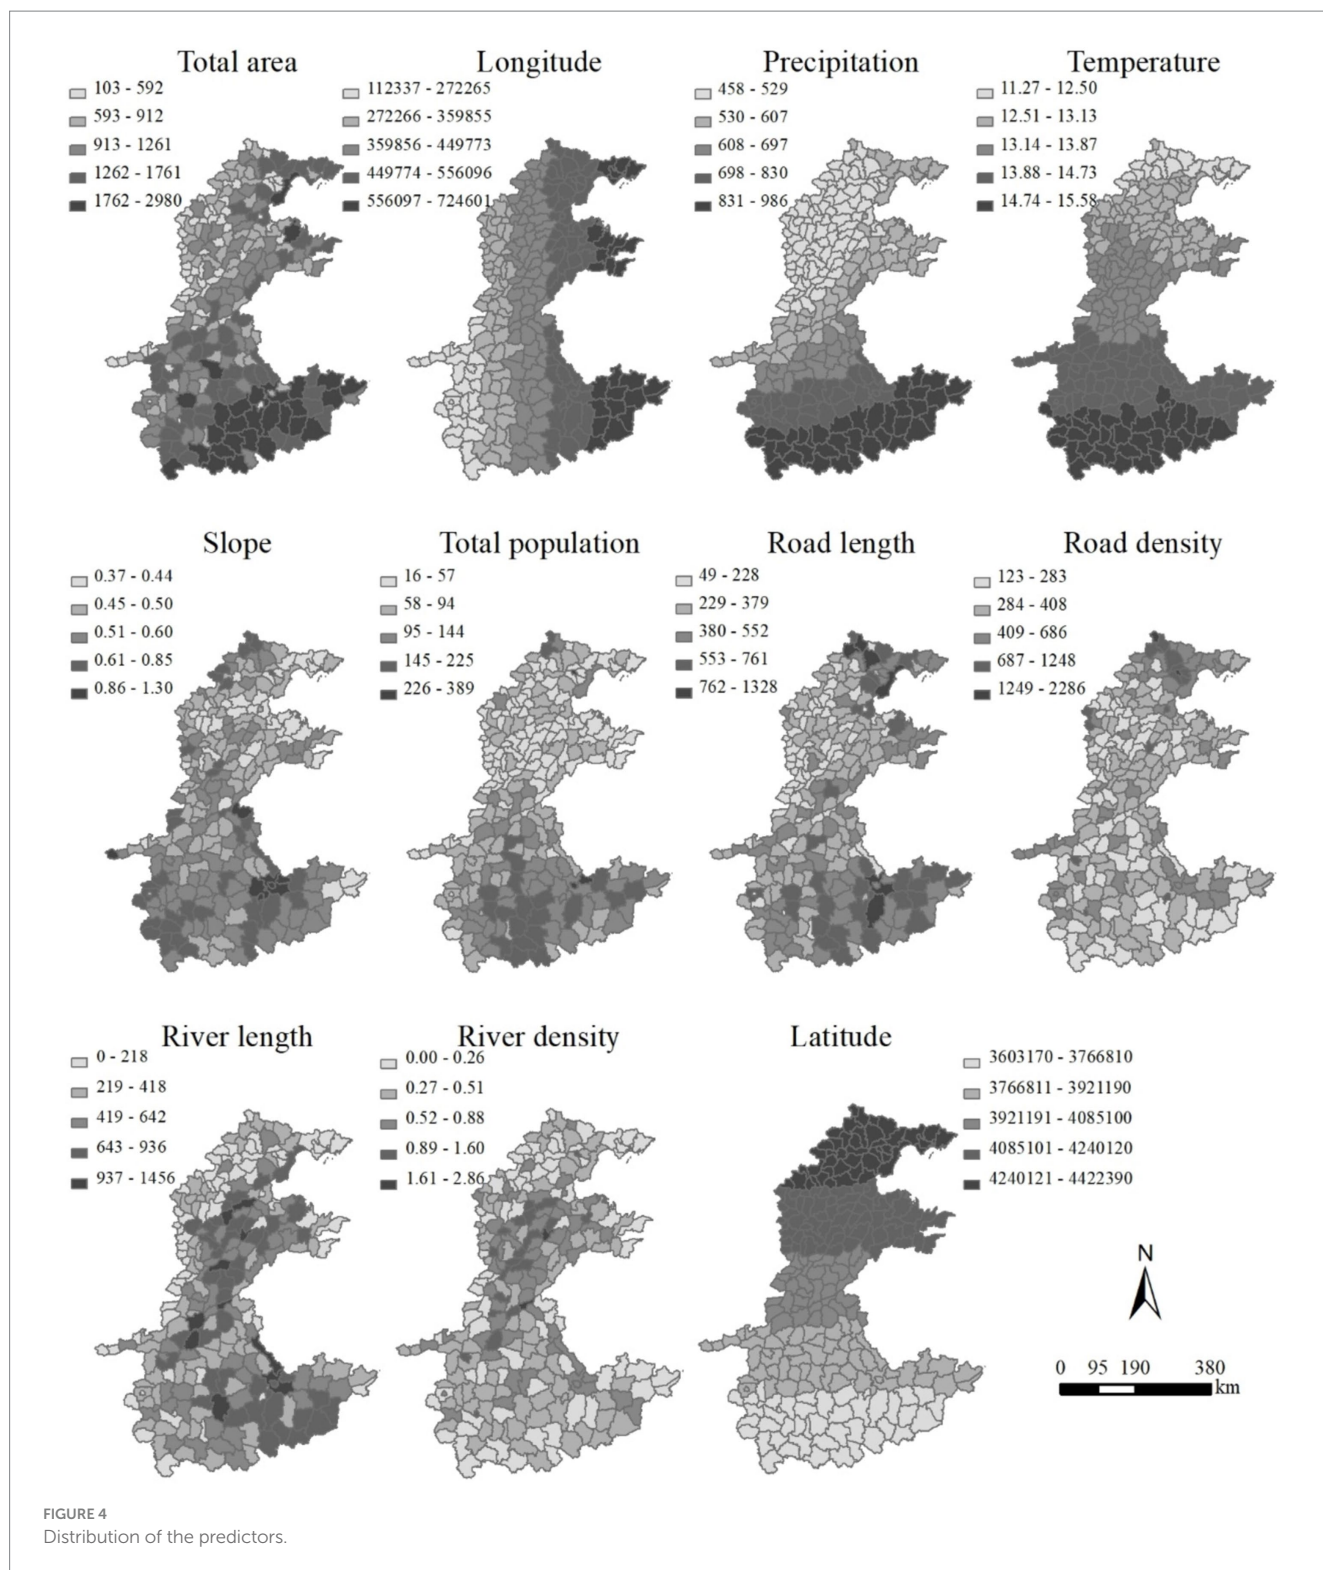 Total area
103 - 592
593 - 912
913 - 1261
1262 - 1761
1762 - 2980
Longitude
112337 - 272265
272266 - 359855
359856 - 449773
449774 - 556096
556097 - 724601
Precipitation
458 - 529
530 - 607
608 - 697
698 - 830
831 - 986
Temperature
11.27 - 12.50
12.51 - 13.13
13.14 - 13.87
13.88 - 14.73
14.74 - 15.58
Slope
0.37 - 0.44
0.45 - 0.50
0.51 - 0.60
0.61 - 0.85
0.86 - 1.30
Total population
16 - 57
58 - 94
95 - 144
145 - 225
226 - 389
Road length
49 - 228
229 - 379
380 - 552
553 - 761
762 - 1328
Road density
123 - 283
284 - 408
409 - 686
687 - 1248
1249 - 2286
River length
0 - 218
219 - 418
419 - 642
643 - 936
937 - 1456
River density
0.00 - 0.26
0.27 - 0.51
0.52 - 0.88
0.89 - 1.60
1.61 - 2.86
Latitude
3603170 - 3766810
3766811 - 3921190
3921191 - 4085100
4085101 - 4240120
4240121 - 4422390
N
0 95 190 380
km
FIGURE 4
Distribution of the predictors.